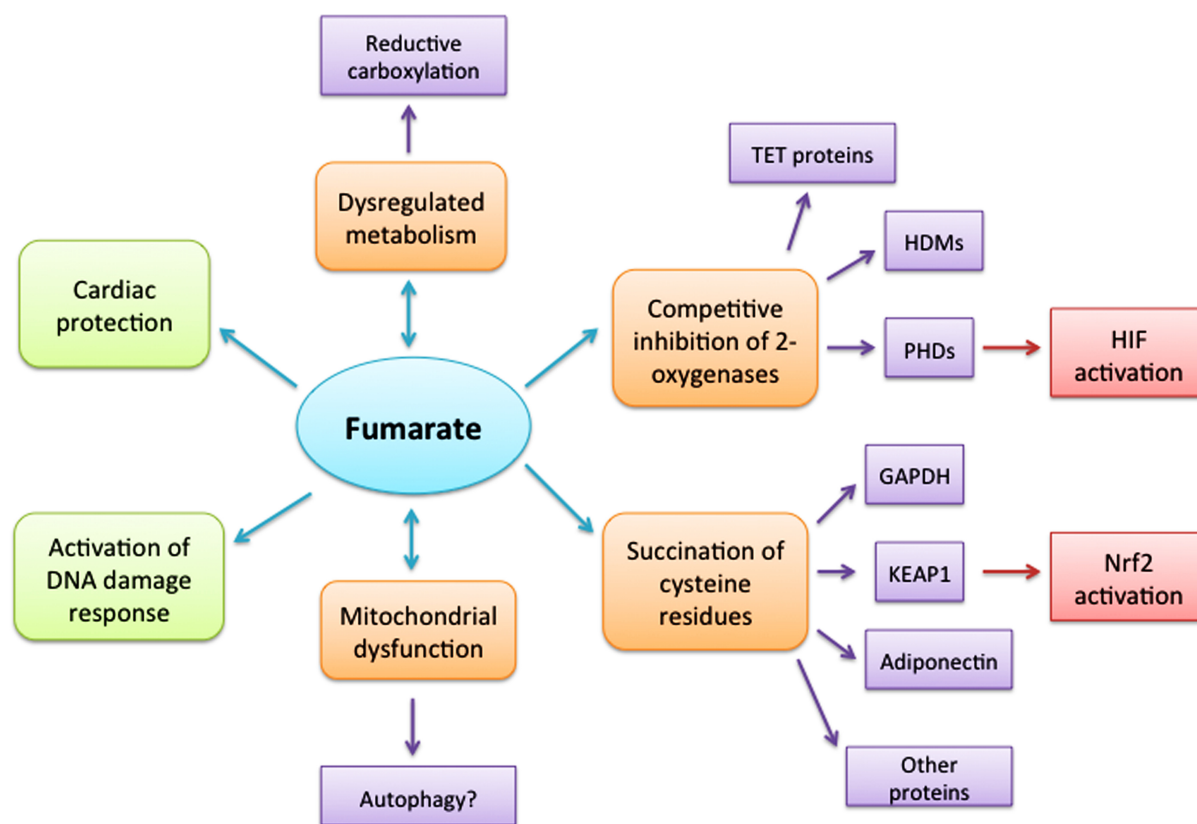 Reductive
carboxylation
TET proteins
Dysregulated
metabolism
HDMs
Cardiac
protection
Competitive
inhibition of 2-
oxygenases
PHDs
HIF
activation
Fumarate
GAPDH
Activation of
DNA damage
response
Succination of
cysteine
residues
KEAP1
Nrf2
activation
Mitochondrial
dysfunction
Adiponectin
Other
proteins
Autophagy?